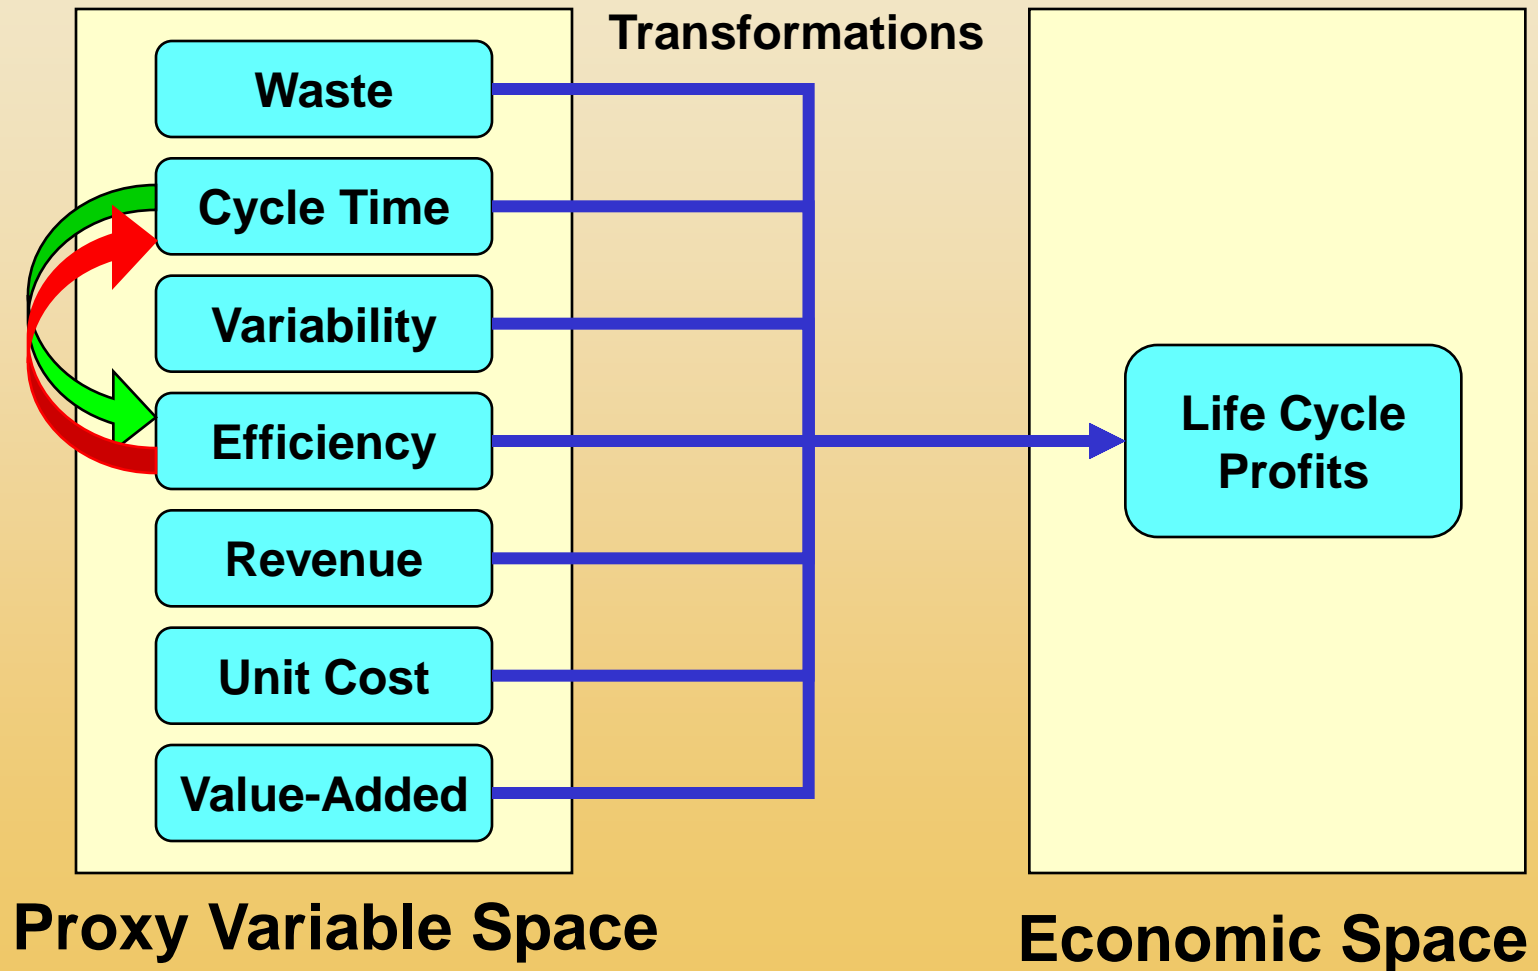 Transformations
Waste
Cycle Time
Variability
Efficiency
Revenue
Unit Cost
Value-Added
Life Cycle
Profits
Proxy Variable Space
Economic Space